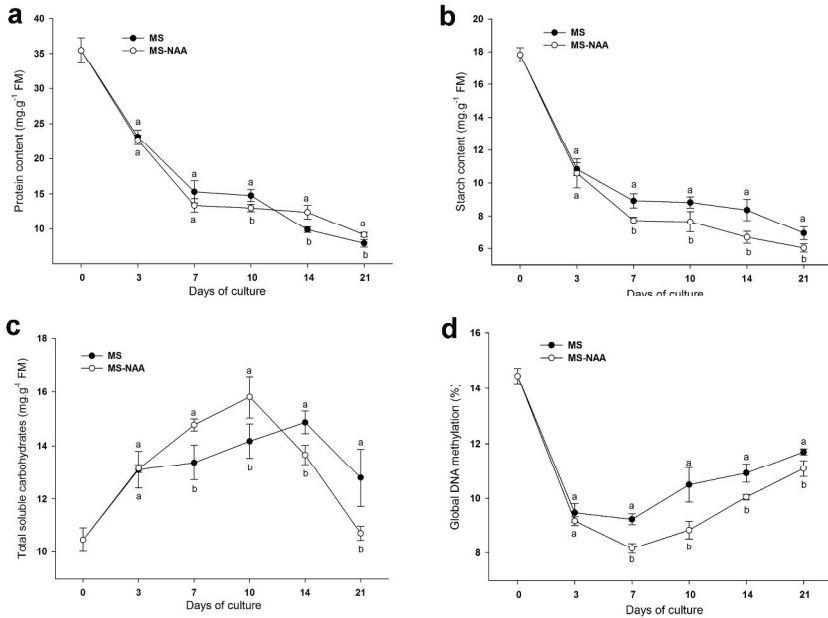 a
40
35
30
25
20
15
10
Protein content (mg.g⁻¹ FM)
MS
MS-NAA
a
a
a
a
a
b
a
b
a
b
0 3 7 10 14 21
Days of culture
b
20
18
16
14
12
10
8
6
Starch content (mg.g⁻¹ FM)
MS
MS-NAA
a
a
a
b
a
b
a
b
a
b
0 3 7 10 14 21
Days of culture
c
18
16
14
12
10
Total soluble carbohydrates (mg.g⁻¹ FM)
MS
MS-NAA
a
a
a
b
a
b
a
b
a
b
0 3 7 10 14 21
Days of culture
d
16
14
12
10
8
Global DNA methylation (%)
MS
MS-NAA
a
a
a
b
a
b
a
b
a
b
0 3 7 10 14 21
Days of culture